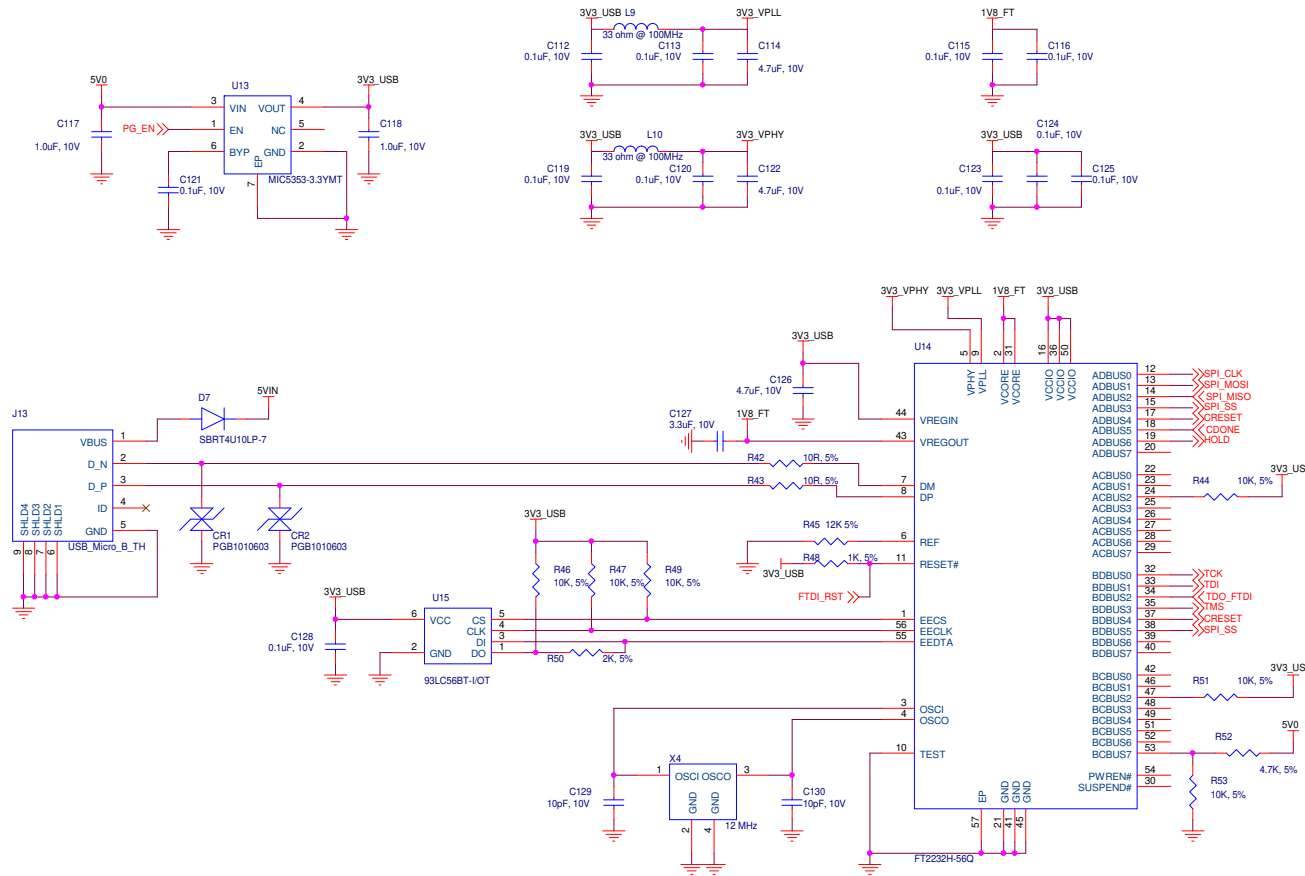 3V3_USB L9 3V3_VPLL
33 ohm @ 100MHz
C112
0.1uF, 10V
C113
0.1uF, 10V
C114
4.7uF, 10V
1V8_FT
C115
0.1uF, 10V
C116
0.1uF, 10V
5V0
C117
1.0uF, 10V
PG_EN
U13
3 VIN VOUT 4
1 EN NC 5
6 BYP GND 2
EP
7
MIC5353-3.3YMT
3V3_USB
C118
1.0uF, 10V
C121
0.1uF, 10V
3V3_USB L10 3V3_VPHY
33 ohm @ 100MHz
C119
0.1uF, 10V
C120
0.1uF, 10V
C122
4.7uF, 10V
C124
0.1uF, 10V
3V3_USB
C123
0.1uF, 10V
C125
0.1uF, 10V
3V3_VPHY 3V3_VPLL 1V8_FT 3V3_USB
J13
VBUS 1
D_N 2
D_P 3
ID 4
GND 5
SHLD4 SHLD3 SHLD2 SHLD1
9 8 7 6
USB_Micro_B_TH
D7
SBRT4U10LP-7
5VIN
CR1
PGB1010603
CR2
PGB1010603
3V3_USB
C126
4.7uF, 10V
C127
3.3uF, 10V
1V8_FT
R42 10R, 5%
R43 10R, 5%
R45 12K 5%
R48 1K, 5%
3V3_USB
FTDI_RST
3V3_USB
R46
10K, 5%
R47
10K, 5%
R49
10K, 5%
3V3_USB
C128
0.1uF, 10V
U15
6 VCC CS 5
CLK 4
DI 3
2 GND DO 1
93LC56BT-I/OT
R50 2K, 5%
X4
1 OSCI OSCO 3
GND GND
2 4
12 MHz
C129
10pF, 10V
C130
10pF, 10V
U14
5 9 2 31 16 36 50
VPHY VPLL VCORE VCORE VCCIO VCCIO VCCIO
44 VREGIN
43 VREGOUT
7 DM
8 DP
6 REF
11 RESET#
1 EECS
56 EECLK
55 EEDTA
3 OSCI
4 OSCO
10 TEST
EP GND GND GND
57 21 41 45
FT2232H-56Q
ADBUS0 12 SPI_CLK
ADBUS1 13 SPI_MOSI
ADBUS2 14 SPI_MISO
ADBUS3 15 SPI_SS
ADBUS4 17 CRESET
ADBUS5 18 CDONE
ADBUS6 19 HOLD
ADBUS7 20
ACBUS0 22
ACBUS1 23
ACBUS2 24
ACBUS3 25
ACBUS4 26
ACBUS5 27
ACBUS6 28
ACBUS7 29
R44 10K, 5%
BDBUS0 32 TCK
BDBUS1 33 TDI
BDBUS2 34 TDO_FTDI
BDBUS3 35 TMS
BDBUS4 37 CRESET
BDBUS5 38 SPI_SS
BDBUS6 39
BDBUS7 40
BCBUS0 42
BCBUS1 46
BCBUS2 47
BCBUS3 48
BCBUS4 49
BCBUS5 51
BCBUS6 52
BCBUS7 53
PWREN# 54
SUSPEND# 30
3V3_US
R51 10K, 5%
3V3_US
R52
4.7K, 5%
5V0
R53
10K, 5%